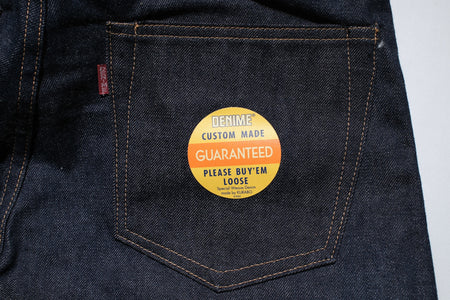 DENIME®
CUSTOM MADE
GUARANTEED
PLEASE BUY'EM
LOOSE
Special Weave Denim
made by KURABO